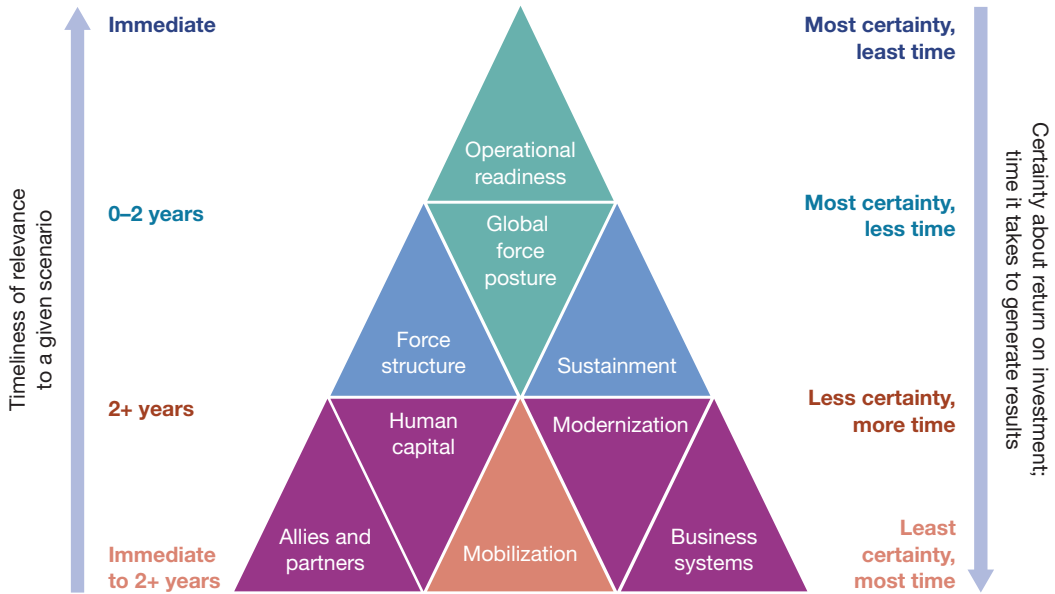 Timeliness of relevance
to a given scenario
Immediate
0–2 years
2+ years
Immediate
to 2+ years
Operational
readiness
Global
force
posture
Force
structure
Sustainment
Human
capital
Modernization
Allies and
partners
Mobilization
Business
systems
Most certainty,
least time
Most certainty,
less time
Less certainty,
more time
Least
certainty,
most time
Certainty about return on investment;
time it takes to generate results